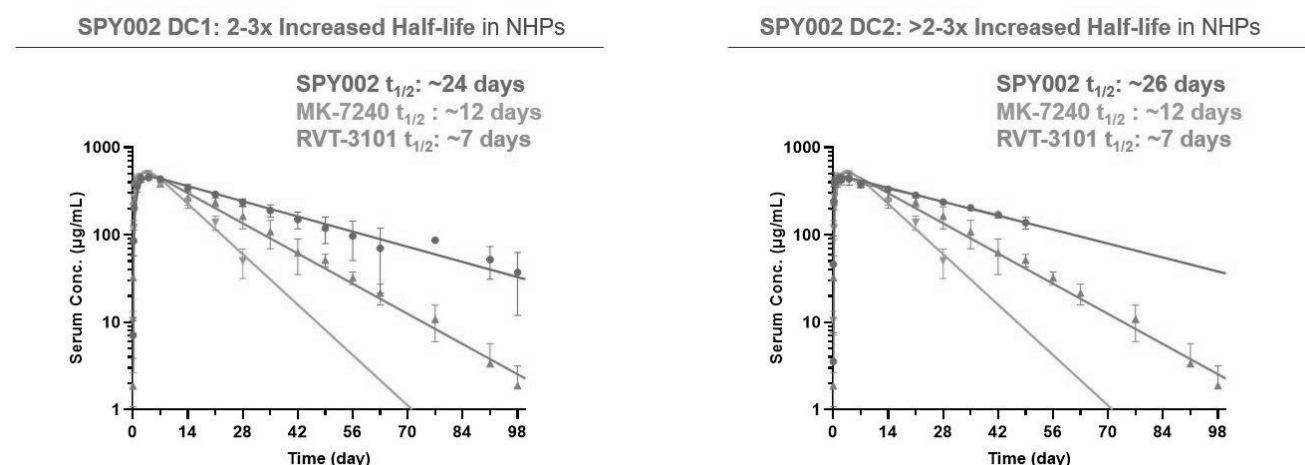 SPY002 DC1: 2-3x Increased Half-life in NHPs
SPY002 t1/2: ~24 days
MK-7240 t1/2 : ~12 days
RVT-3101 t1/2: ~7 days
1000
100
10
1
Serum Conc. (µg/mL)
0 14 28 42 56 70 84 98
Time (day)
SPY002 DC2: >2-3x Increased Half-life in NHPs
SPY002 t1/2: ~26 days
MK-7240 t1/2 : ~12 days
RVT-3101 t1/2: ~7 days
1000
100
10
1
Serum Conc. (µg/mL)
0 14 28 42 56 70 84 98
Time (day)